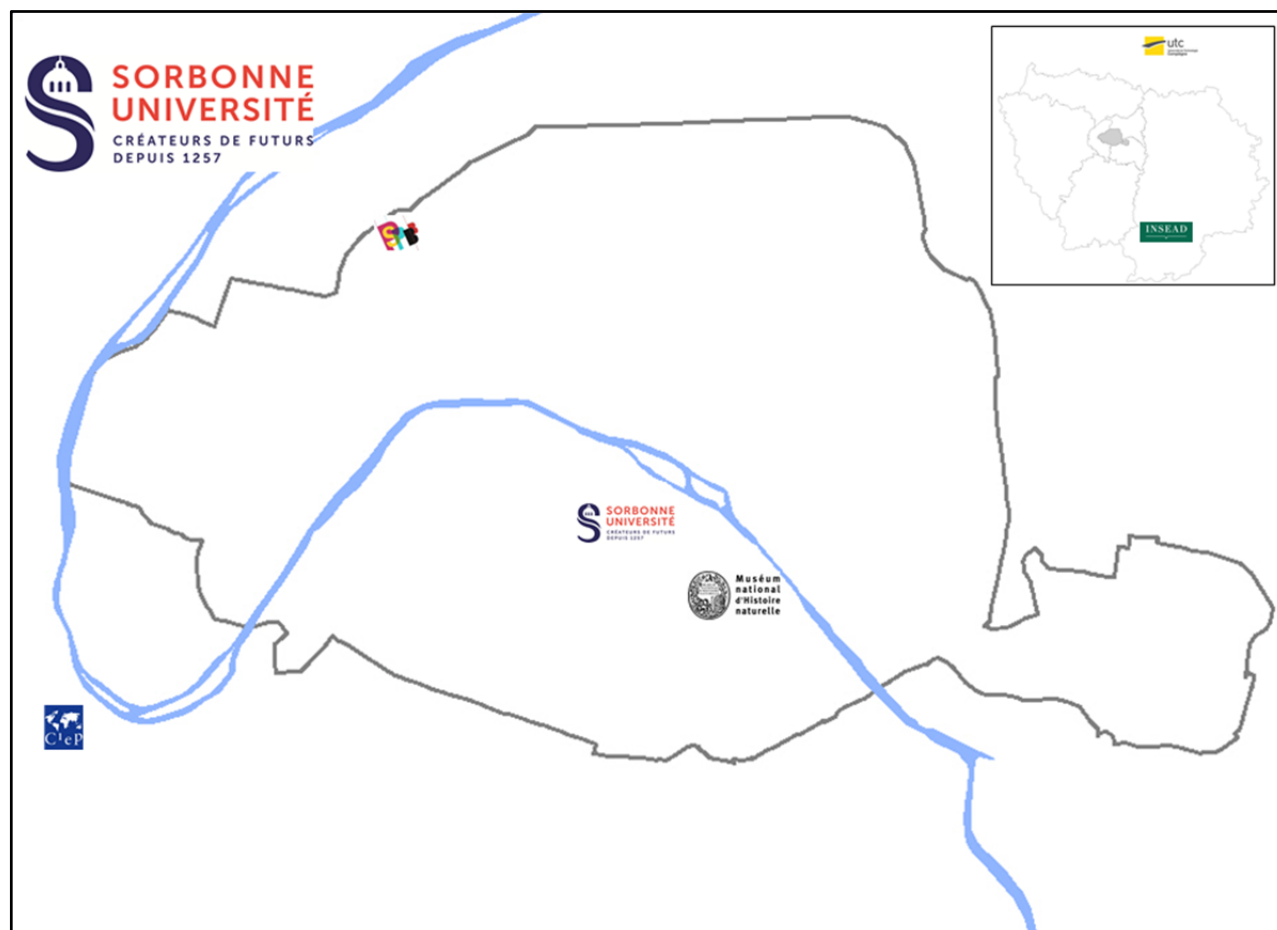 SORBONNE
UNIVERSITÉ
CRÉATEURS DE FUTURS
DEPUIS 1257
utc
Compiègne
INSEAD
SORBONNE
UNIVERSITÉ
CRÉATEURS DE FUTURS
DEPUIS 1257
Muséum
national
d'Histoire
naturelle
CIeP